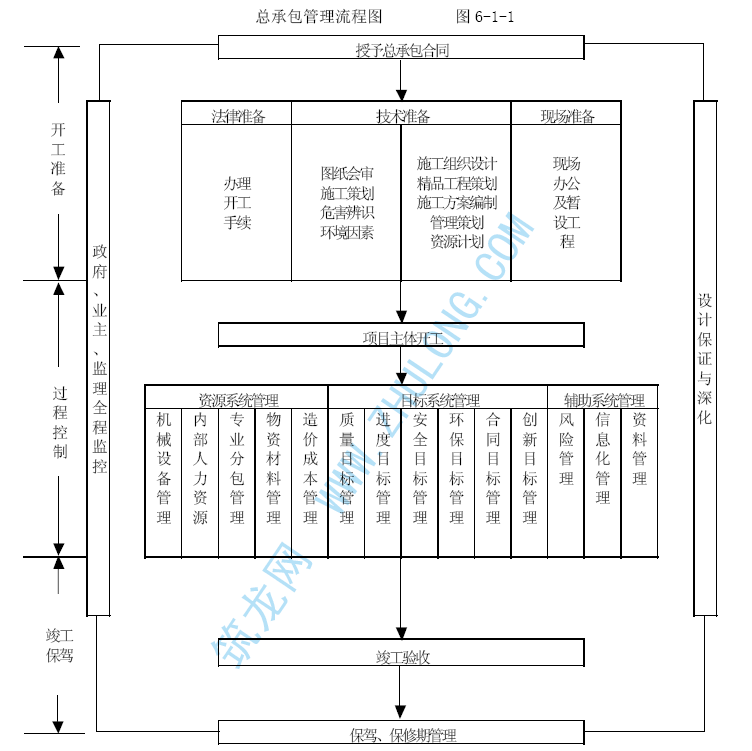 总承包管理流程图 图6-1-1
授予总承包合同
开工准备
法律准备
技术准备
现场准备
办理
开工
手续
图纸会审
施工策划
危害辨识
环境因素
施工组织设计
精品工程策划
施工方案编制
管理策划
资源计划
现场
办公
及暂
设工
程
政府、业主、监理全程监控
设计保证与深化
项目主体开工
过程控制
资源系统管理
目标系统管理
辅助系统管理
机械设备管理
内部人力资源
专业分包管理
物资材料管理
造价成本管理
质量目标管理
进度目标管理
安全目标管理
环保目标管理
合同目标管理
创新目标管理
风险管理
信息化管理
资料管理
竣工
保驾
竣工验收
保驾、保修期管理
筑龙网 WWW.ZHULONG.COM